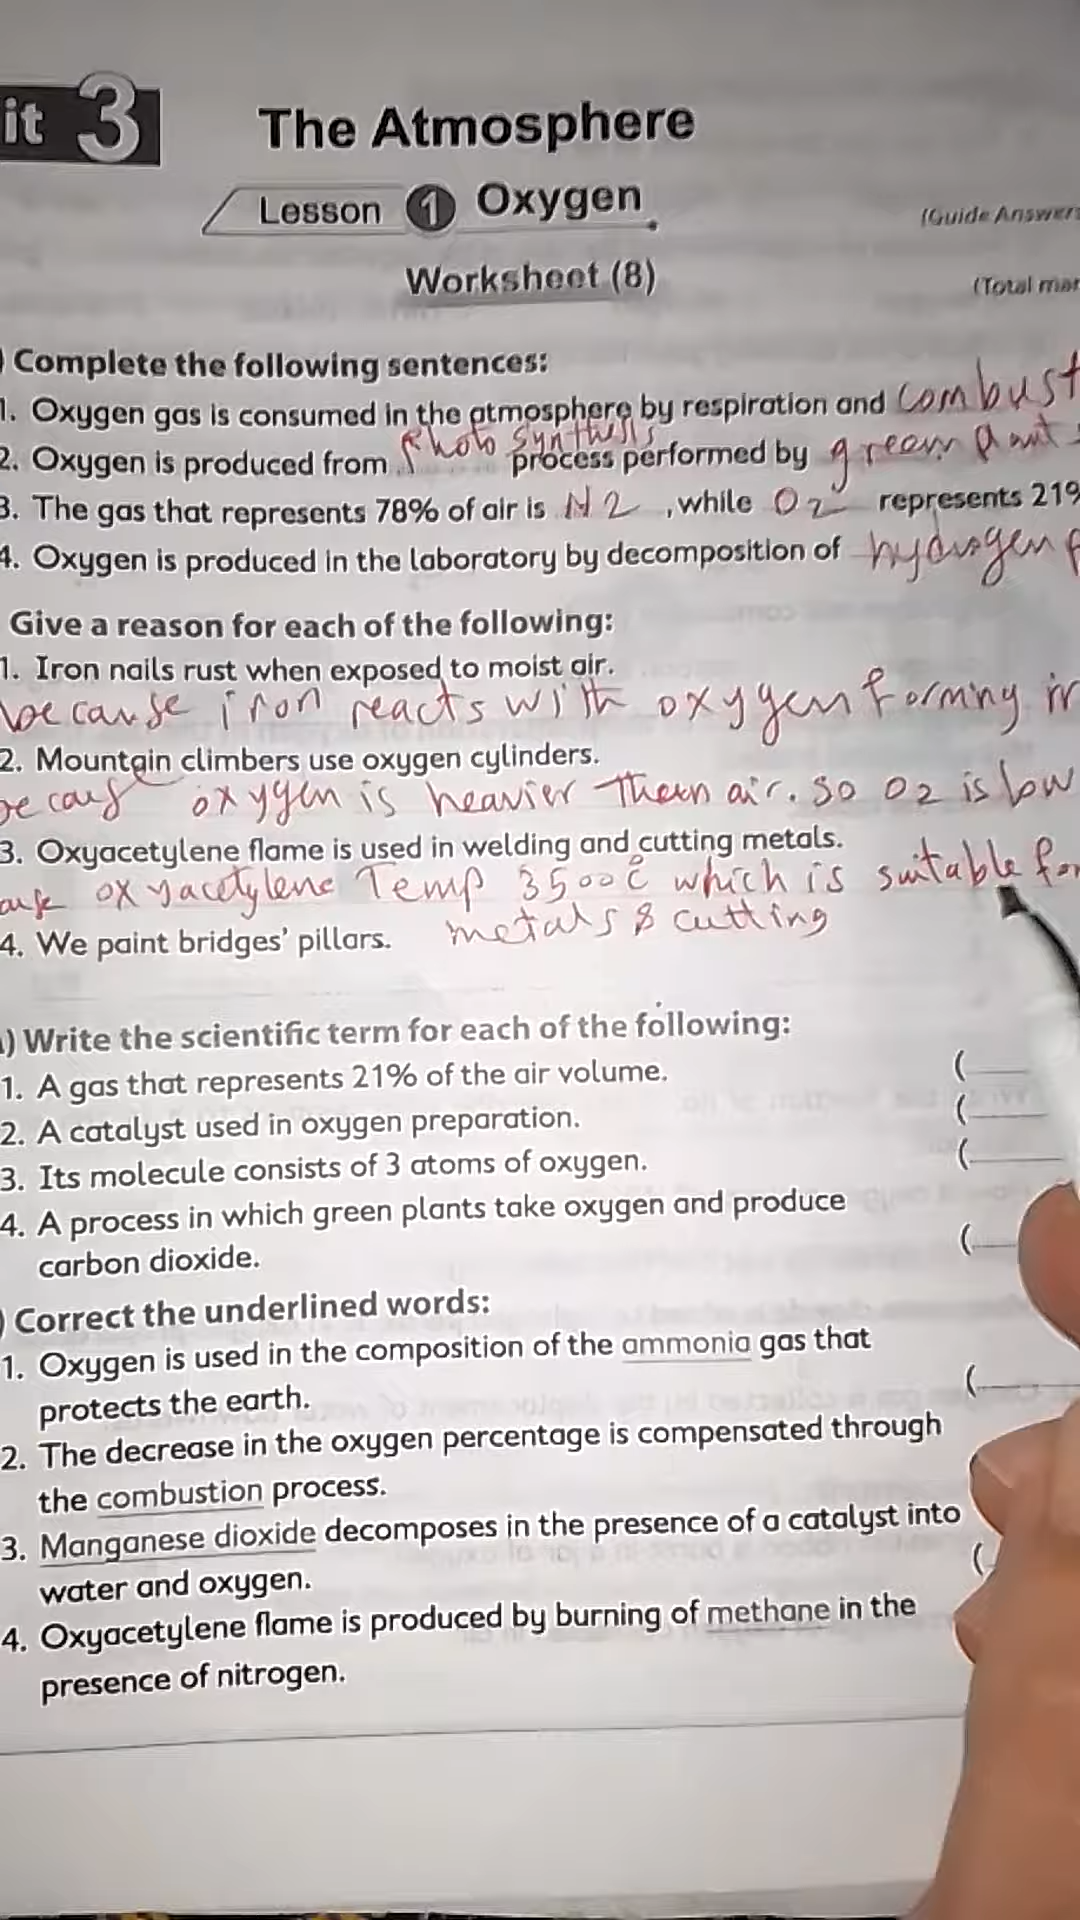 it 3 The Atmosphere
Lesson 1 Oxygen
(Guide Answers
Worksheet (8)
(Total mar
) Complete the following sentences:
1. Oxygen gas is consumed in the atmosphere by respiration and combust
2. Oxygen is produced from Photo synthesis process performed by green plants
3. The gas that represents 78% of air is N2 , while O2 represents 21%
4. Oxygen is produced in the laboratory by decomposition of hydrogen p
Give a reason for each of the following:
1. Iron nails rust when exposed to moist air.
because iron reacts with oxygen forming ir
2. Mountain climbers use oxygen cylinders.
oxygen is heavier than air. so O2 is low
3. Oxyacetylene flame is used in welding and cutting metals.
oxyacetylene Temp 3500°C which is suitable for
metals & cutting
4. We paint bridges' pillars.
) Write the scientific term for each of the following:
1. A gas that represents 21% of the air volume. (
2. A catalyst used in oxygen preparation. (
3. Its molecule consists of 3 atoms of oxygen. (
4. A process in which green plants take oxygen and produce
carbon dioxide. (
) Correct the underlined words:
1. Oxygen is used in the composition of the ammonia gas that
protects the earth. (
2. The decrease in the oxygen percentage is compensated through
the combustion process.
3. Manganese dioxide decomposes in the presence of a catalyst into
water and oxygen. (
4. Oxyacetylene flame is produced by burning of methane in the
presence of nitrogen.